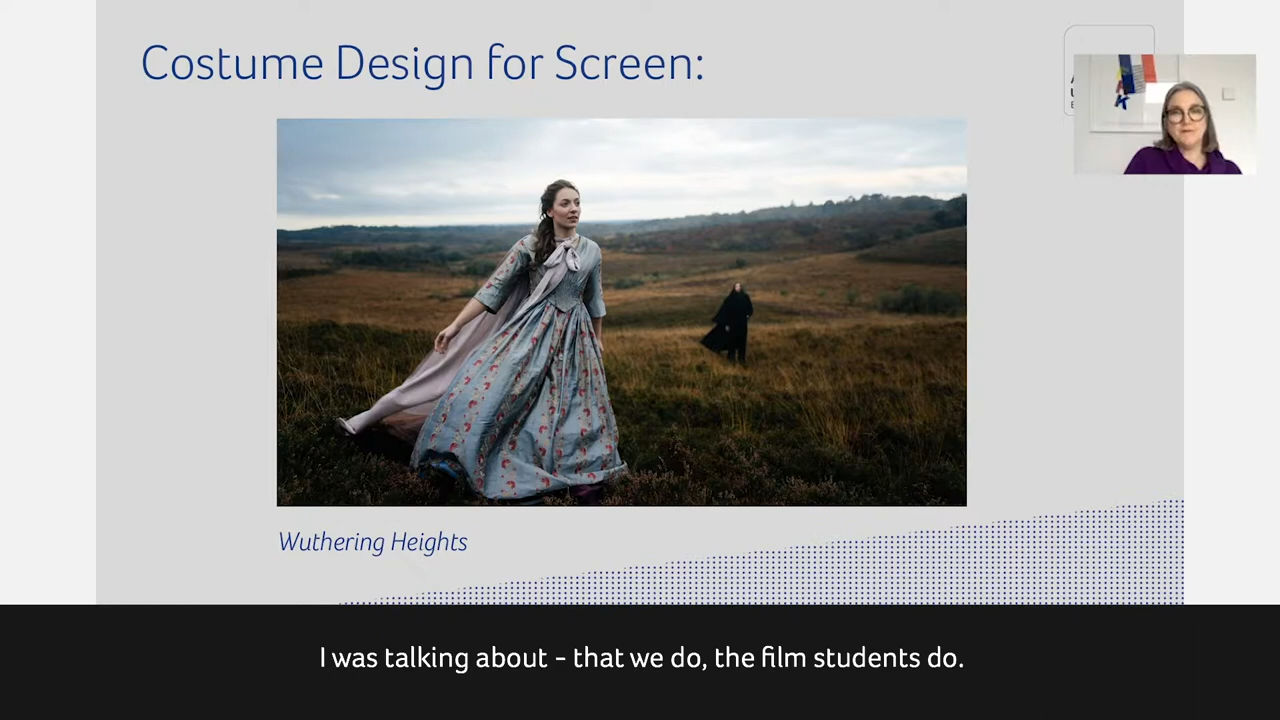 Costume Design for Screen:
Wuthering Heights
I was talking about - that we do, the film students do.